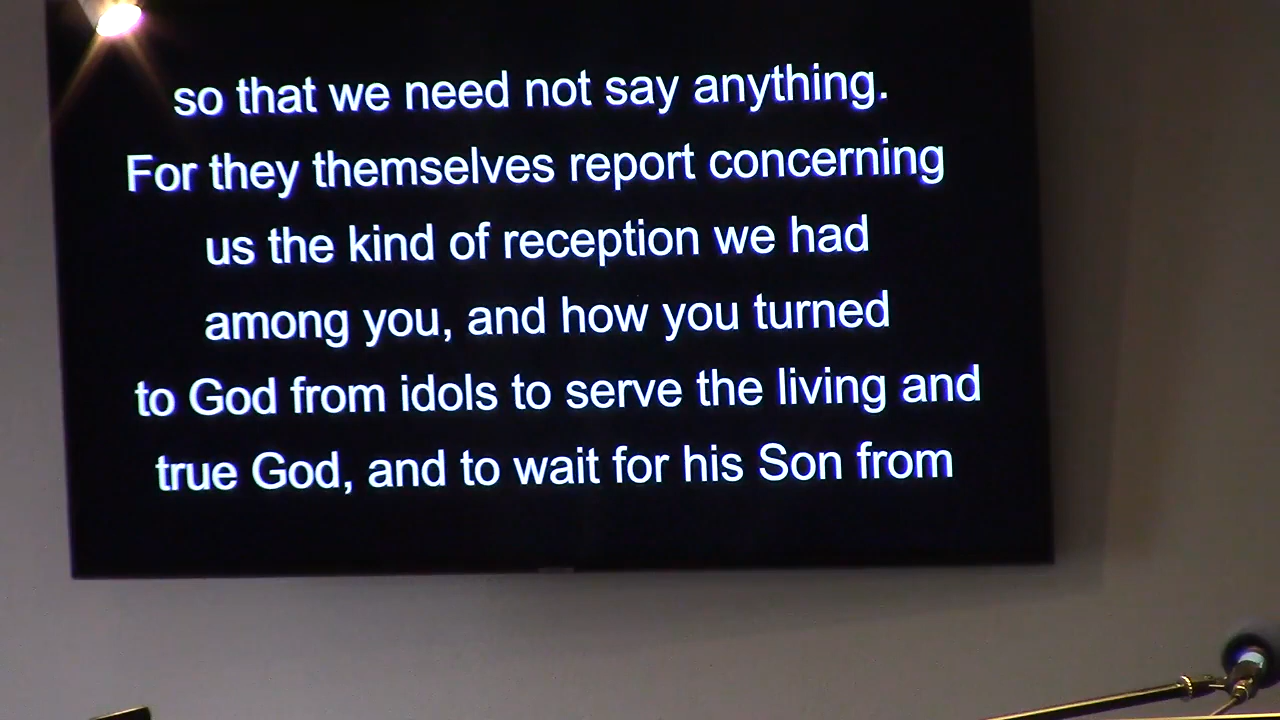 so that we need not say anything.
For they themselves report concerning
us the kind of reception we had
among you, and how you turned
to God from idols to serve the living and
true God, and to wait for his Son from